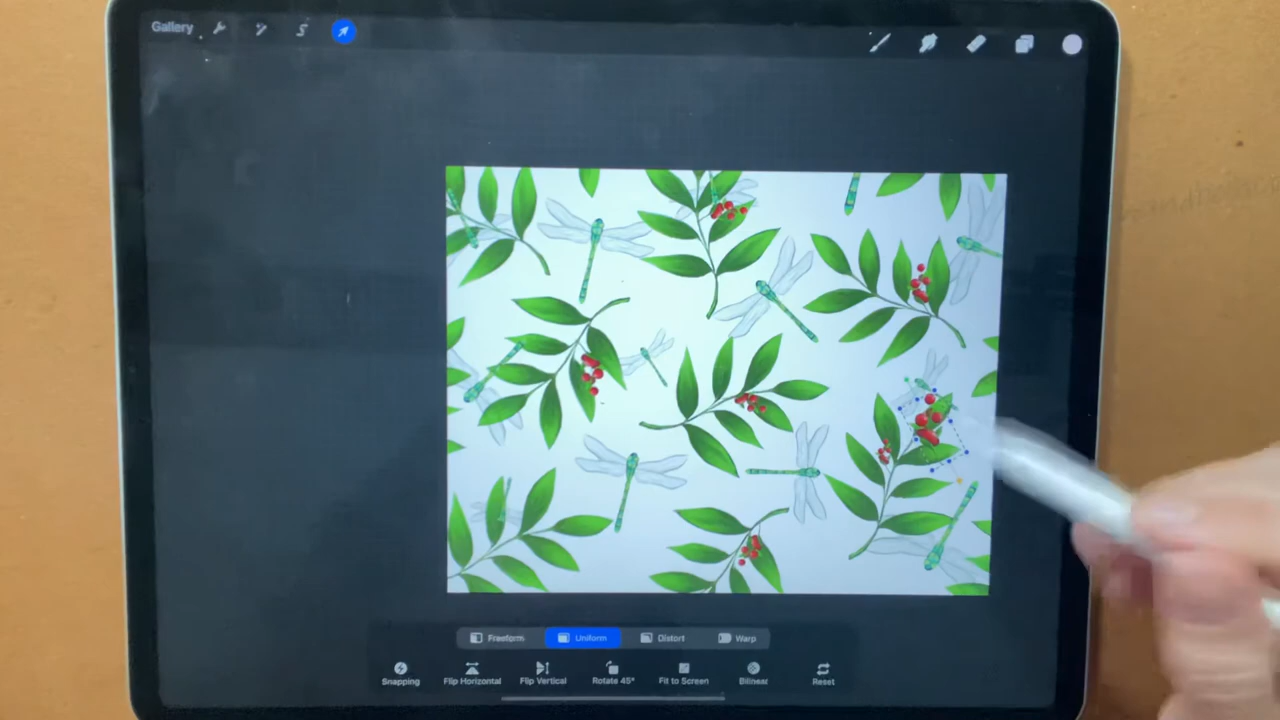 Gallery
Freeform Uniform Distort Warp
Snapping Flip Horizontal Flip Vertical Rotate 45° Fit to Screen Bilinear Reset